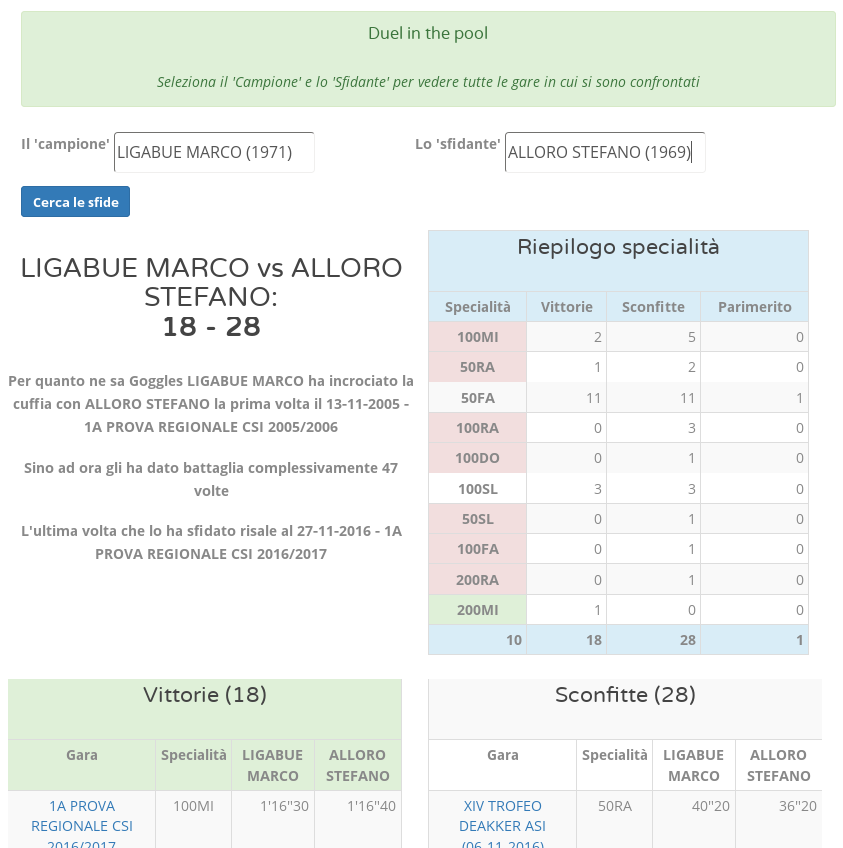 Duel in the pool
Seleziona il 'Campione' e lo 'Sfidante' per vedere tutte le gare in cui si sono confrontati
Il 'campione' LIGABUE MARCO (1971) Lo 'sfidante' ALLORO STEFANO (1969)
Cerca le sfide
LIGABUE MARCO vs ALLORO
STEFANO:
18 - 28
Per quanto ne sa Goggles LIGABUE MARCO ha incrociato la
cuffia con ALLORO STEFANO la prima volta il 13-11-2005 -
1A PROVA REGIONALE CSI 2005/2006
Sino ad ora gli ha dato battaglia complessivamente 47
volte
L'ultima volta che lo ha sfidato risale al 27-11-2016 - 1A
PROVA REGIONALE CSI 2016/2017
Riepilogo specialità
Specialità Vittorie Sconfitte Parimerito
100MI 2 5 0
50RA 1 2 0
50FA 11 11 1
100RA 0 3 0
100DO 0 1 0
100SL 3 3 0
50SL 0 1 0
100FA 0 1 0
200RA 0 1 0
200MI 1 0 0
10 18 28 1
Vittorie (18)
Gara Specialità LIGABUE ALLORO
MARCO STEFANO
1A PROVA 100MI 1'16"30 1'16"40
REGIONALE CSI
2016/2017
Sconfitte (28)
Gara Specialità LIGABUE ALLORO
MARCO STEFANO
XIV TROFEO 50RA 40"20 36"20
DEAKKER ASI
(06-11-2016)